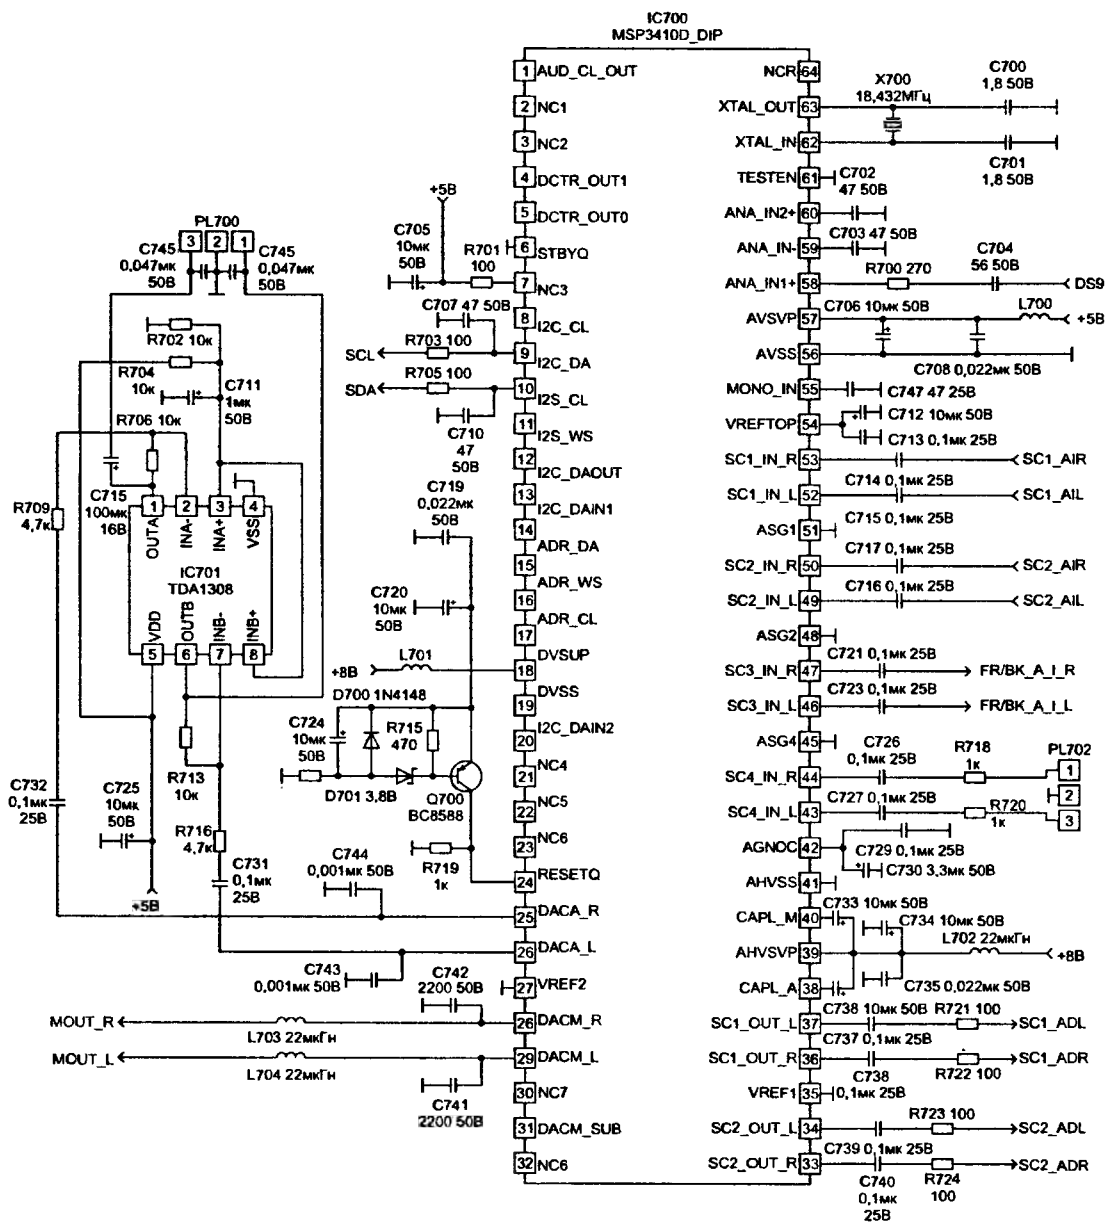 IC700
MSP3410D_DIP
1 AUD_CL_OUT
2 NC1
3 NC2
4 DCTR_OUT1
5 DCTR_OUT0
6 STBYQ
7 NC3
8 I2C_CL
9 I2C_DA
10 I2S_CL
11 I2S_WS
12 I2C_DAOUT
13 I2C_DAIN1
14 ADR_DA
15 ADR_WS
16 ADR_CL
17
DVSUP
18
DVSS
19
I2C_DAIN2
20
NC4
21
NC5
22
NC6
23
RESETQ
24
DACA_R
25
DACA_L
26
27 VREF2
26 DACM_R
29 DACM_L
30 NC7
31 DACM_SUB
32 NC6
NCR 64
XTAL_OUT 63
XTAL_IN 62
TESTEN 61
ANA_IN2+ 60
ANA_IN- 59
ANA_IN1+ 58
AVSVP 57
AVSS 56
MONO_IN 55
VREFTOP 54
SC1_IN_R 53
SC1_IN_L 52
ASG1 51
SC2_IN_R 50
SC2_IN_L 49
ASG2 48
SC3_IN_R 47
SC3_IN_L 46
ASG4 45
SC4_IN_R 44
SC4_IN_L 43
AGNOC 42
AHVSS 41
CAPL_M 40
AHVSVP 39
CAPL_A 38
SC1_OUT_L 37
SC1_OUT_R 36
VREF1 35
SC2_OUT_L 34
SC2_OUT_R 33
C700
1,8 50В
X700
18,432МГц
C701
1,8 50В
C702
47 50В
C703 47 50В
C704
56 50В
R700 270
DS9
C706 10мк 50В
L700
+5В
C708 0,022мк 50В
C747 47 25В
C712 10мк 50В
C713 0,1мк 25В
SC1_AIR
C714 0,1мк 25В
SC1_AIL
C715 0,1мк 25В
C717 0,1мк 25В
SC2_AIR
C716 0,1мк 25В
SC2_AIL
C721 0,1мк 25В
FR/BK_A_I_R
C723 0,1мк 25В
FR/BK_A_I_L
C726
0,1мк 25В
R718
1к
PL702
1
2
3
C727 0,1мк 25В
R720
1к
C729 0,1мк 25В
C730 3,3мк 50В
C733 10мк 50В
C734 10мк 50В
L702 22мкГн
+8В
C735 0,022мк 50В
C738 10мк 50В
R721 100
SC1_ADL
C737 0,1мк 25В
SC1_ADR
R722 100
C738
0,1мк 25В
R723 100
SC2_ADL
C739 0,1мк 25В
SC2_ADR
C740
0,1мк
25В
R724
100
+5В
C705
10мк
50В
R701
100
C707 47 50В
SCL
R703 100
SDA
R705 100
C710
47
50В
C719
0,022мк
50В
C720
10мк
50В
+8В
L701
D700 1N4148
C724
10мк
50В
R715
470
D701 3,8В
Q700
BC8588
R719
1к
C744
0,001мк 50В
C743
0,001мк 50В
C742
2200 50В
MOUT_R
L703 22мкГн
MOUT_L
L704 22мкГн
C741
2200 50В
PL700
3 2 1
C745
0,047мк
50В
C745
0,047мк
50В
R702 10к
R704
10к
C711
1мк
50В
R706 10к
C715
100мк
16В
R709
4,7к
1 2 3 4
OUTA INA- INA+ VSS
IC701
TDA1308
VDD OUTB INB- INB+
5 6 7 8
R713
10к
C732
0,1мк
25В
C725
10мк
50В
R716
4,7к
C731
0,1мк
25В
+5В